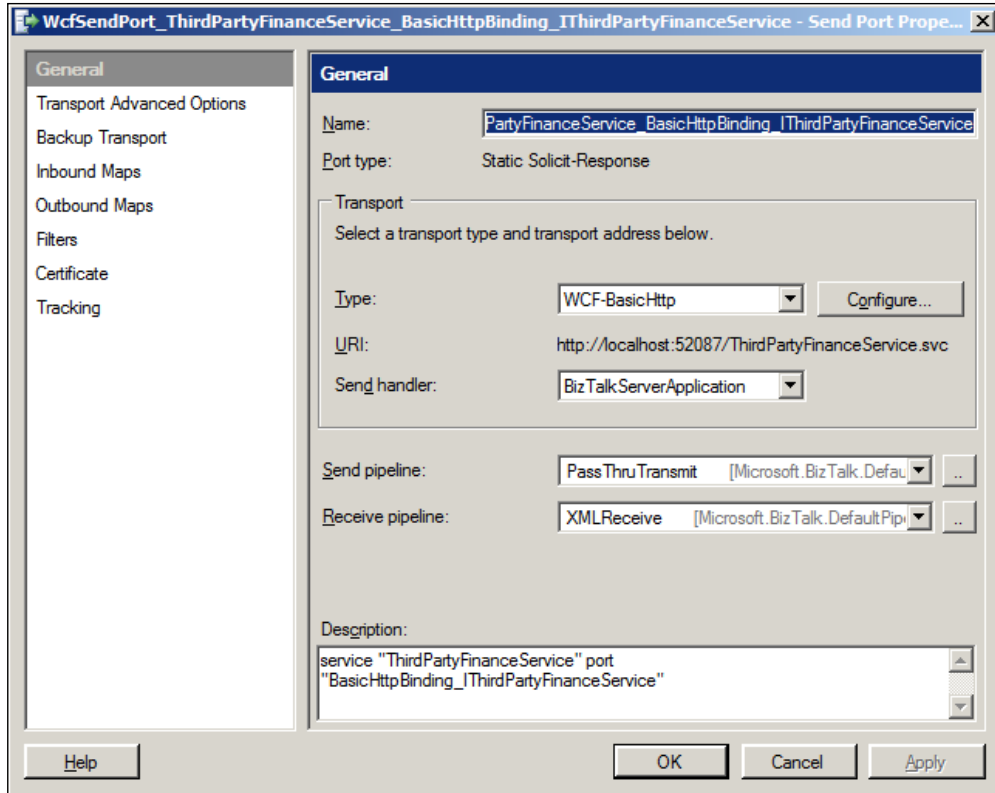 WcfSendPort_ThirdPartyFinanceService_BasicHttpBinding_IThirdPartyFinanceService - Send Port Prope...
General
Transport Advanced Options
Backup Transport
Inbound Maps
Outbound Maps
Filters
Certificate
Tracking
General
Name: PartyFinanceService_BasicHttpBinding_IThirdPartyFinanceService
Port type: Static Solicit-Response
Transport
Select a transport type and transport address below.
Type: WCF-BasicHttp Configure...
URI: http://localhost:52087/ThirdPartyFinanceService.svc
Send handler: BizTalkServerApplication
Send pipeline: PassThruTransmit [Microsoft.BizTalk.Defau ..
Receive pipeline: XMLReceive [Microsoft.BizTalk.DefaultPip ..
Description:
service "ThirdPartyFinanceService" port
"BasicHttpBinding_IThirdPartyFinanceService"
Help OK Cancel Apply